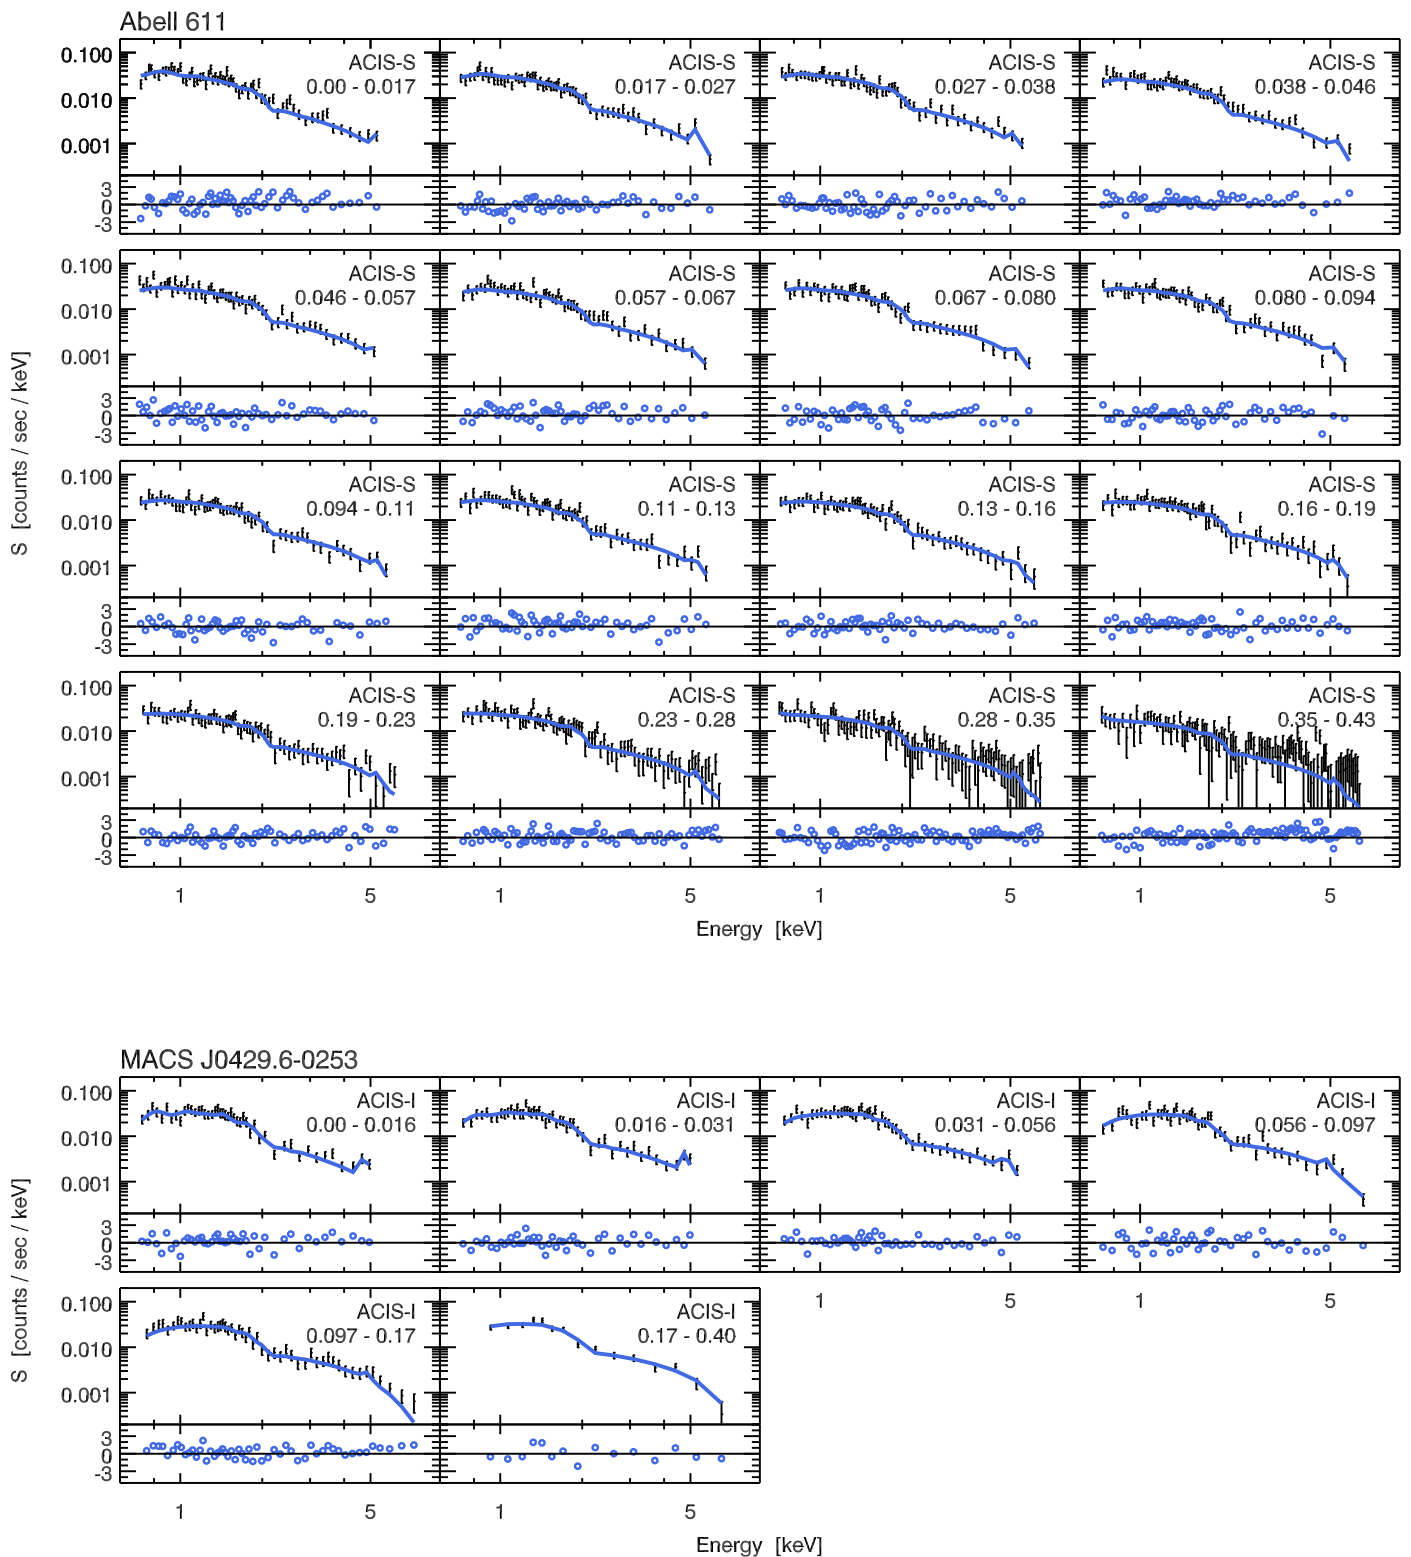 Abell 611
0.100 ACIS-S ACIS-S ACIS-S ACIS-S
0.00 - 0.017 0.017 - 0.027 0.027 - 0.038 0.038 - 0.046
0.010
0.001
3
0
-3
0.100 ACIS-S ACIS-S ACIS-S ACIS-S
0.046 - 0.057 0.057 - 0.067 0.067 - 0.080 0.080 - 0.094
0.010
0.001
3
0
-3
S [counts / sec / keV]
0.100 ACIS-S ACIS-S ACIS-S ACIS-S
0.094 - 0.11 0.11 - 0.13 0.13 - 0.16 0.16 - 0.19
0.010
0.001
3
0
-3
0.100 ACIS-S ACIS-S ACIS-S ACIS-S
0.19 - 0.23 0.23 - 0.28 0.28 - 0.35 0.35 - 0.43
0.010
0.001
3
0
-3
1 5 1 5 1 5 1 5
Energy [keV]
MACS J0429.6-0253
0.100 ACIS-I ACIS-I ACIS-I ACIS-I
0.00 - 0.016 0.016 - 0.031 0.031 - 0.056 0.056 - 0.097
0.010
0.001
3
0
-3
S [counts / sec / keV]
1 5 1 5
0.100 ACIS-I ACIS-I
0.097 - 0.17 0.17 - 0.40
0.010
0.001
3
0
-3
1 5 1 5
Energy [keV]